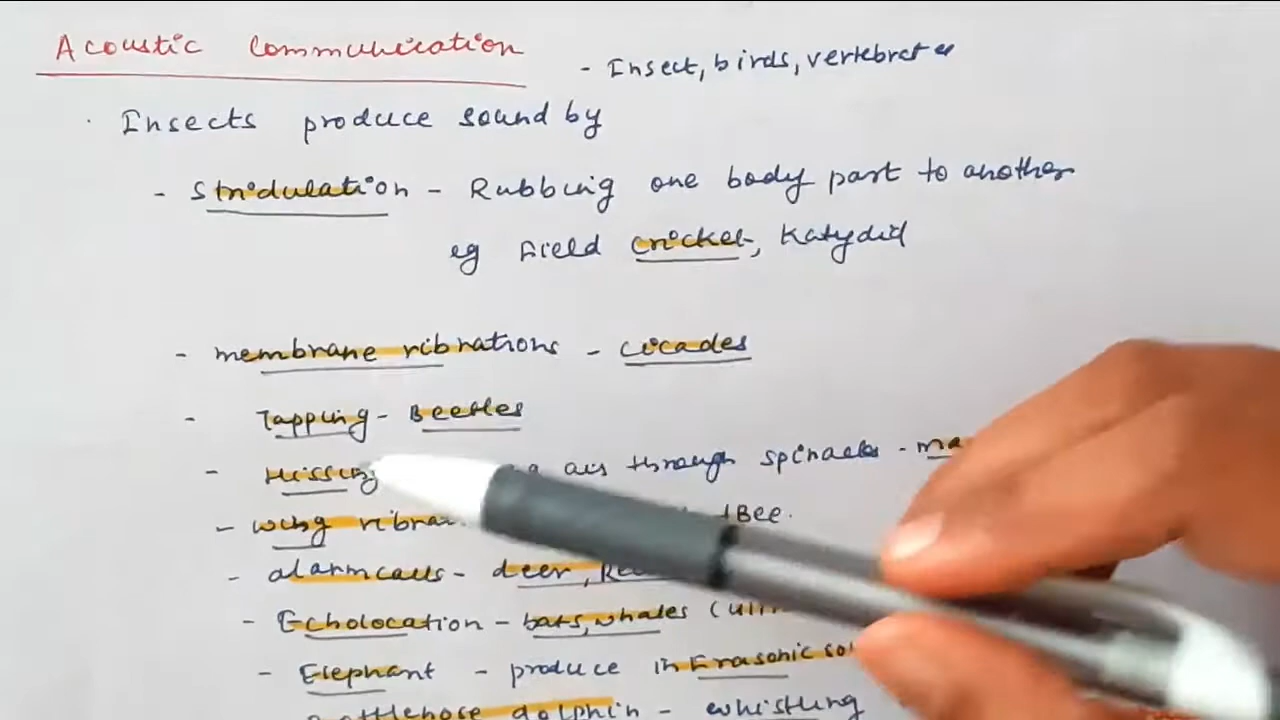 Acoustic Communication
- Insect, birds, vertebrates
· Insects produce sound by
- Stridulation - Rubbing one body part to another
eg Field cricket, Katydid
- membrane vibrations - cicades
- Tapping - Beetles
- Hissing air through spiracles -
- wing Bee.
- alarm calls - deer,
- Echolocation - bats, whales
- Elephant - produce infrasonic
dolphin - whistling